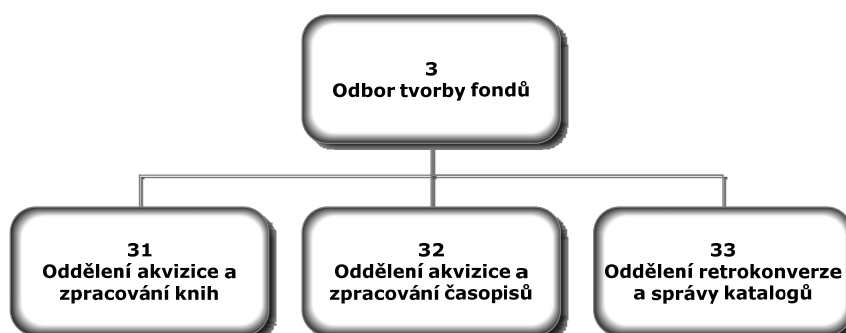 3
Odbor tvorby fondů
31
Oddělení akvizice a
zpracování knih
32
Oddělení akvizice a
zpracování časopisů
33
Oddělení retrokonverze
a správy katalogů